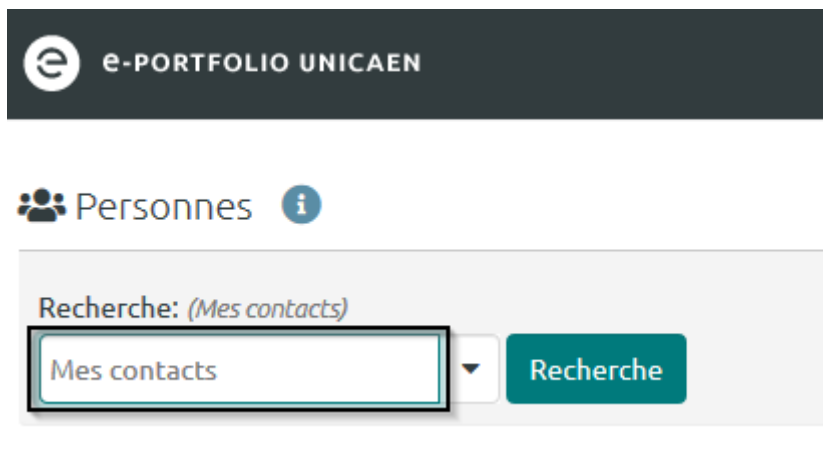 e-PORTFOLIO UNICAEN
Personnes
Recherche: (Mes contacts)
Mes contacts
Recherche